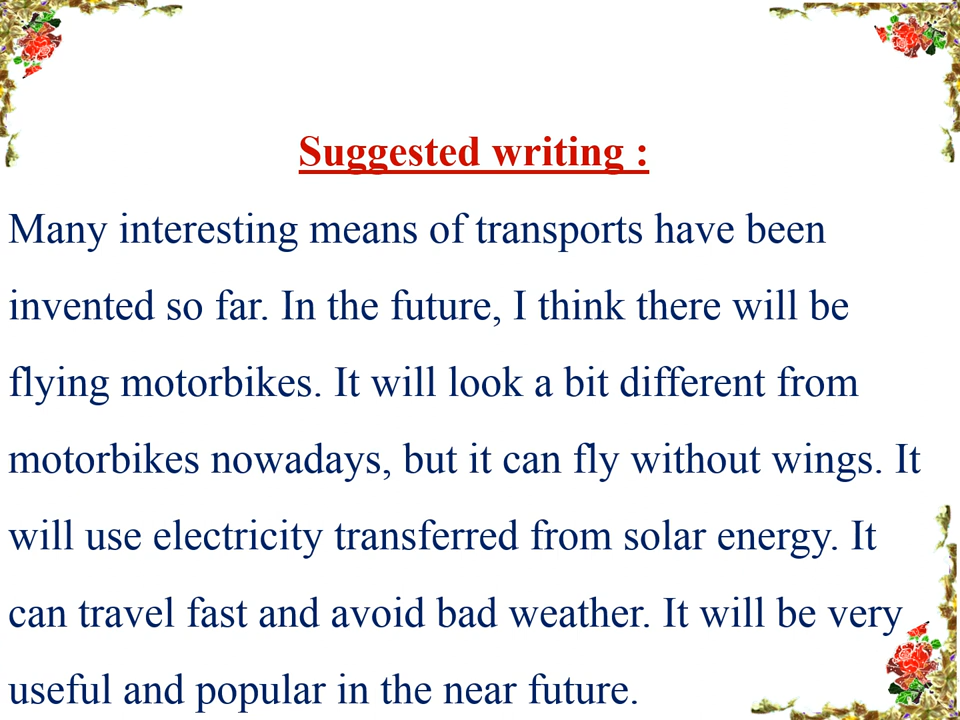 Suggested writing :
Many interesting means of transports have been
invented so far. In the future, I think there will be
flying motorbikes. It will look a bit different from
motorbikes nowadays, but it can fly without wings. It
will use electricity transferred from solar energy. It
can travel fast and avoid bad weather. It will be very
useful and popular in the near future.